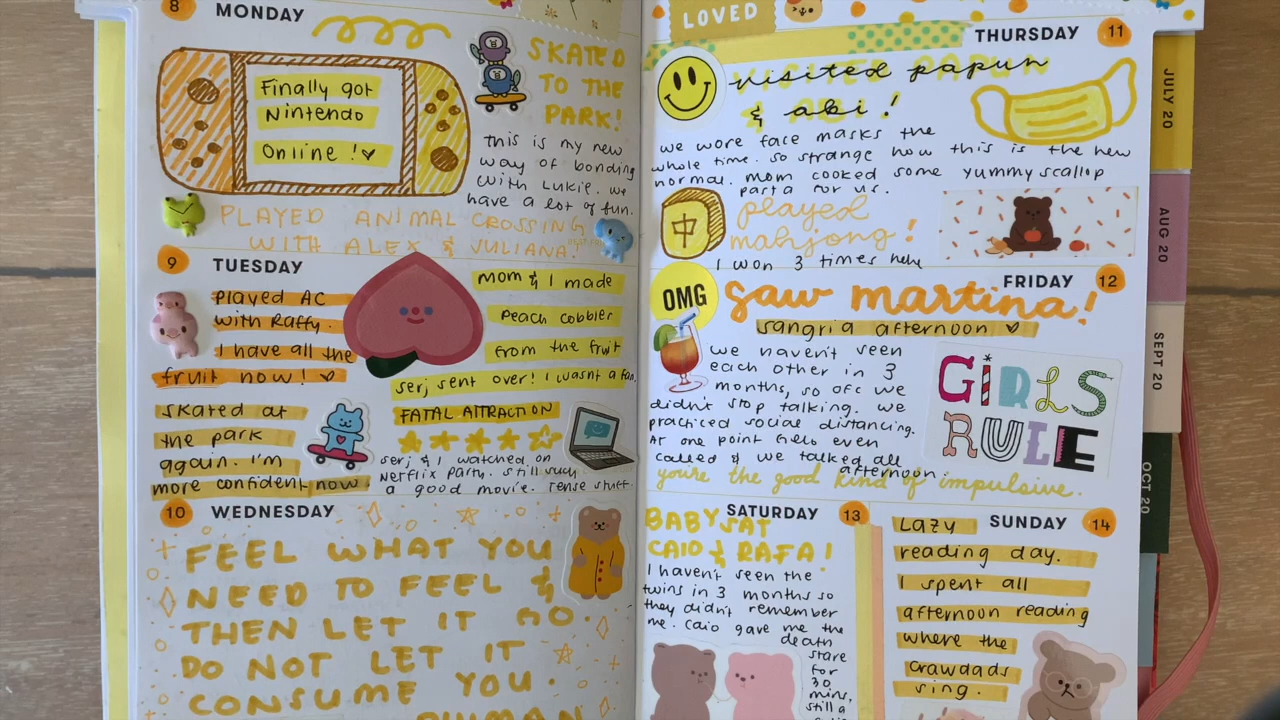 8 MONDAY
Finally got
Nintendo
Online !
SKATED
TO THE
PARK!
This is my new
way of bonding
with Lukie. we
have a lot of fun.
PLAYED ANIMAL CROSSING
WITH ALEX & JULIANA!
9 TUESDAY
Played AC
with Raffy.
I have all the
fruit now!
skated at
the park
again. I'm
more confident now.
Mom & I made
Peach cobbler
from the fruit
serj sent over! I wasnt a fan.
FATAL ATTRACTION
serj & I watched on
Netflix Party. still such
a good movie. Tense stuff.
10 WEDNESDAY
FEEL WHAT YOU
NEED TO FEEL &
THEN LET IT GO.
DO NOT LET IT
CONSUME YOU.
LOVED
THURSDAY 11
visited papun
& abi !
we wore face masks the
whole time. so strange how this is the new
normal. mom cooked some yummy scallop
pasta for us.
中
played
mahjong!
I won 3 times hehe
FRIDAY 12
OMG
saw martina!
sangria afternoon
we haven't seen
each other in 3
months, so ofc we
didn't stop talking. we
practiced social distancing.
At one point helo even
called & we talked all
afternoon.
you're the good kind of impulsive.
GiRLS
RULE
SATURDAY 13
BABYSAT
CAIO & RAFA!
I haven't seen the
twins in 3 months so
they didn't remember
me. Caio gave me the
death
stare
for
30
mins,
still a
SUNDAY 14
Lazy
reading day.
I spent all
afternoon reading
where the
crawdads
sing.
JULY 20
AUG 20
SEPT 20
OCT 20